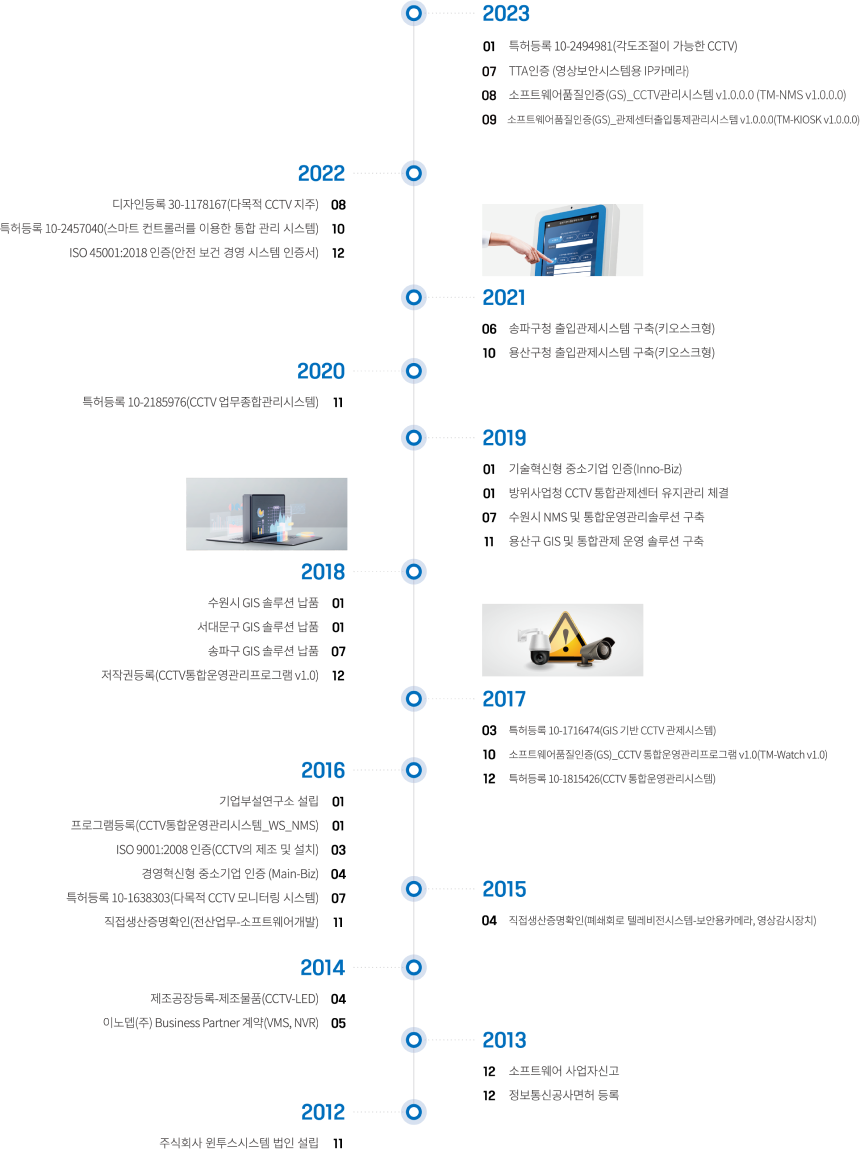 2023
01 특허등록 10-2494981(각도조절이 가능한 CCTV)
07 TTA인증 (영상보안시스템용 IP카메라)
08 소프트웨어품질인증(GS)_CCTV관리시스템 v1.0.0.0 (TM-NMS v1.0.0.0)
09 소프트웨어품질인증(GS)_관제센터출입통제관리시스템 v1.0.0.0(TM-KIOSK v1.0.0.0)
2022
디자인등록 30-1178167(다목적 CCTV 지주) 08
특허등록 10-2457040(스마트 컨트롤러를 이용한 통합 관리 시스템) 10
ISO 45001:2018 인증(안전 보건 경영 시스템 인증서) 12
2021
06 송파구청 출입관제시스템 구축(키오스크형)
10 용산구청 출입관제시스템 구축(키오스크형)
2020
특허등록 10-2185976(CCTV 업무종합관리시스템) 11
2019
01 기술혁신형 중소기업 인증(Inno-Biz)
01 방위사업청 CCTV 통합관제센터 유지관리 체결
07 수원시 NMS 및 통합운영관리솔루션 구축
11 용산구 GIS 및 통합관제 운영 솔루션 구축
2018
수원시 GIS 솔루션 납품 01
서대문구 GIS 솔루션 납품 01
송파구 GIS 솔루션 납품 07
저작권등록(CCTV통합운영관리프로그램 v1.0) 12
2017
03 특허등록 10-1716474(GIS 기반 CCTV 관제시스템)
10 소프트웨어품질인증(GS)_CCTV 통합운영관리프로그램 v1.0(TM-Watch v1.0)
12 특허등록 10-1815426(CCTV 통합운영관리시스템)
2016
기업부설연구소 설립 01
프로그램등록(CCTV통합운영관리시스템_WS_NMS) 01
ISO 9001:2008 인증(CCTV의 제조 및 설치) 03
경영혁신형 중소기업 인증 (Main-Biz) 04
특허등록 10-1638303(다목적 CCTV 모니터링 시스템) 07
직접생산증명확인(전산업무-소프트웨어개발) 11
2015
04 직접생산증명확인(폐쇄회로 텔레비전시스템-보안용카메라, 영상감시장치)
2014
제조공장등록-제조물품(CCTV-LED) 04
이노뎁(주) Business Partner 계약(VMS, NVR) 05
2013
12 소프트웨어 사업자신고
12 정보통신공사면허 등록
2012
주식회사 윈투스시스템 법인 설립 11